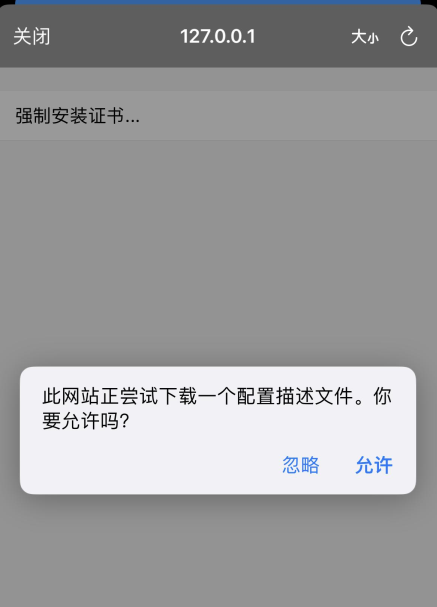 关闭 127.0.0.1 大小
强制安装证书...
此网站正尝试下载一个配置描述文件。你
要允许吗?
忽略 允许